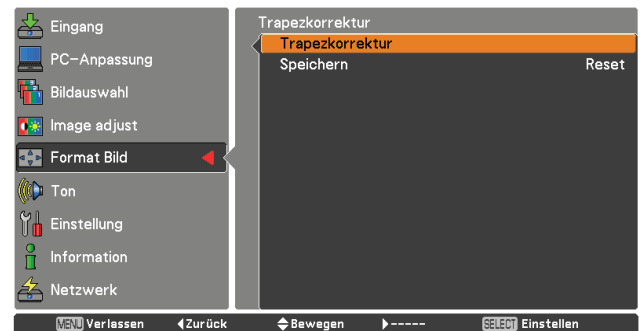 Eingang
PC-Anpassung
Bildauswahl
Image adjust
Format Bild
Ton
Einstellung
Information
Netzwerk
Trapezkorrektur
Trapezkorrektur
Speichern Reset
MENU Verlassen Zurück Bewegen ----- SELECT Einstellen